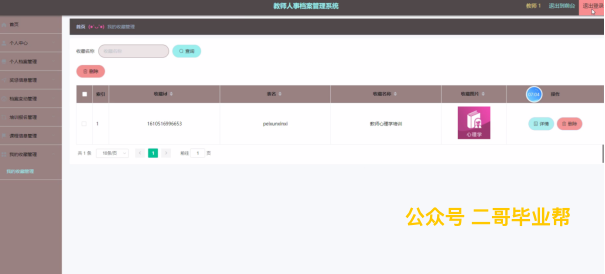 教师人事档案管理系统
教师 1 退出到前台 退出登录
首页
个人中心
个人档案管理
奖惩信息管理
档案变动管理
培训报名管理
课程信息管理
我的收藏管理
我的收藏管理
首页 (●'◡'●) 我的收藏管理
收藏名称 收藏名称 查询
删除
索引 收藏ID 表名 收藏名称 收藏图片 操作
1 1610516996653 peixunxinxi 教师心理学培训 心理学 详情 删除
共 1 条 10条/页 1 前往 1 页
公众号 二哥毕业帮